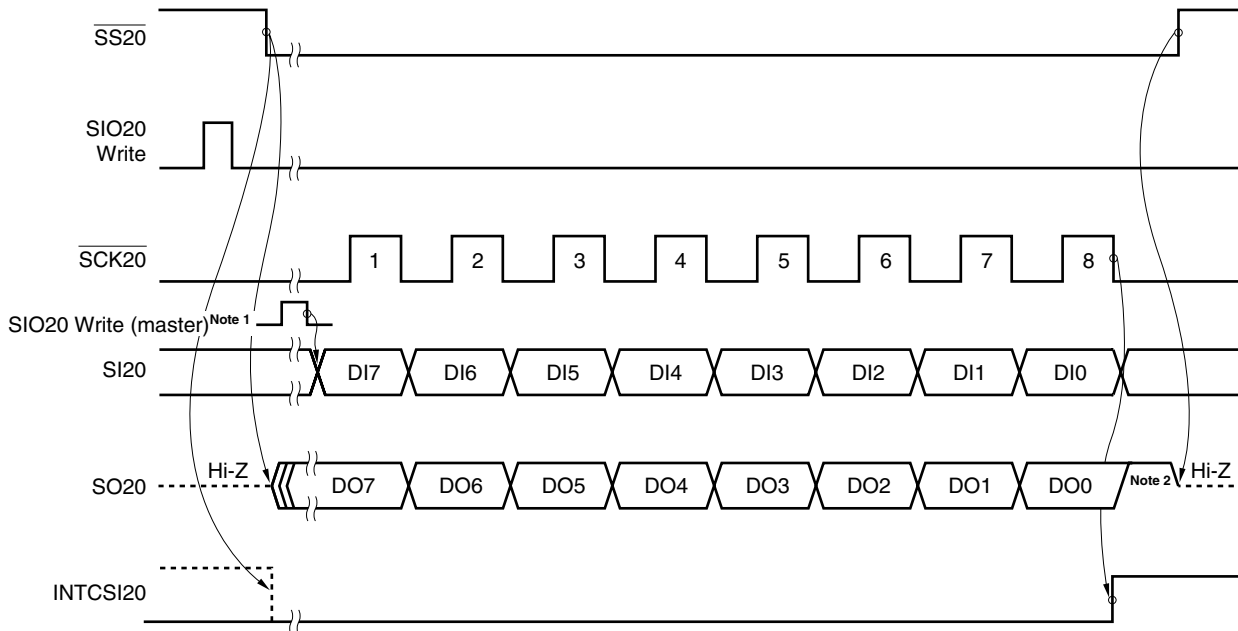 SS20
SIO20
Write
SCK20
1 2 3 4 5 6 7 8
SIO20 Write (master)Note 1
SI20 DI7 DI6 DI5 DI4 DI3 DI2 DI1 DI0
Hi-Z Hi-Z
SO20 DO7 DO6 DO5 DO4 DO3 DO2 DO1 DO0 Note 2
INTCSI20